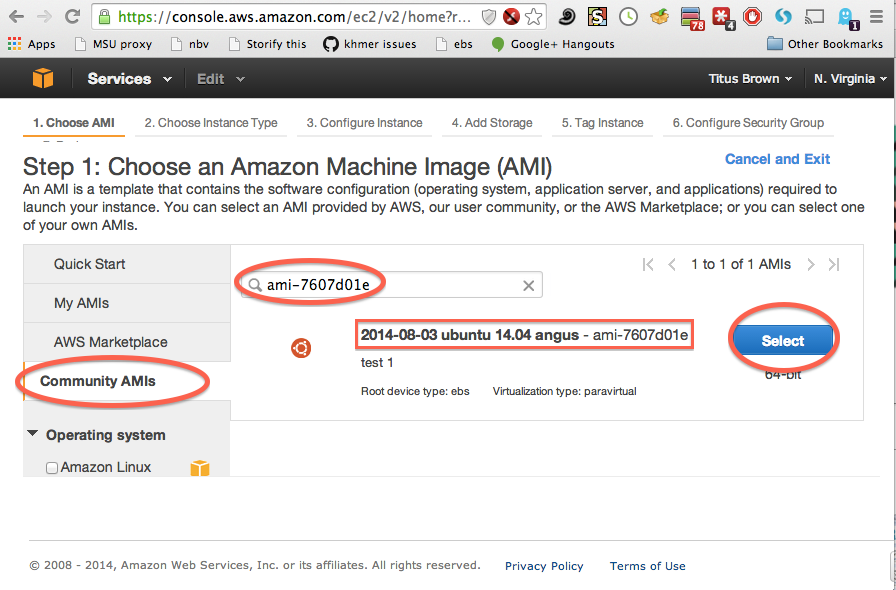 https://console.aws.amazon.com/ec2/v2/home?r...
78
4
1
Apps
MSU proxy
nbv
Storify this
khmer issues
ebs
Google+ Hangouts
Other Bookmarks
Services
Edit
Titus Brown
N. Virginia
1. Choose AMI
2. Choose Instance Type
3. Configure Instance
4. Add Storage
5. Tag Instance
6. Configure Security Group
Step 1: Choose an Amazon Machine Image (AMI)
Cancel and Exit
An AMI is a template that contains the software configuration (operating system, application server, and applications) required to
launch your instance. You can select an AMI provided by AWS, our user community, or the AWS Marketplace; or you can select one
of your own AMIs.
Quick Start
My AMIs
AWS Marketplace
Community AMIs
Operating system
Amazon Linux
ami-7607d01e
1 to 1 of 1 AMIs
2014-08-03 ubuntu 14.04 angus - ami-7607d01e
Select
test 1
64-bit
Root device type: ebs
Virtualization type: paravirtual
© 2008 - 2014, Amazon Web Services, Inc. or its affiliates. All rights reserved.
Privacy Policy
Terms of Use